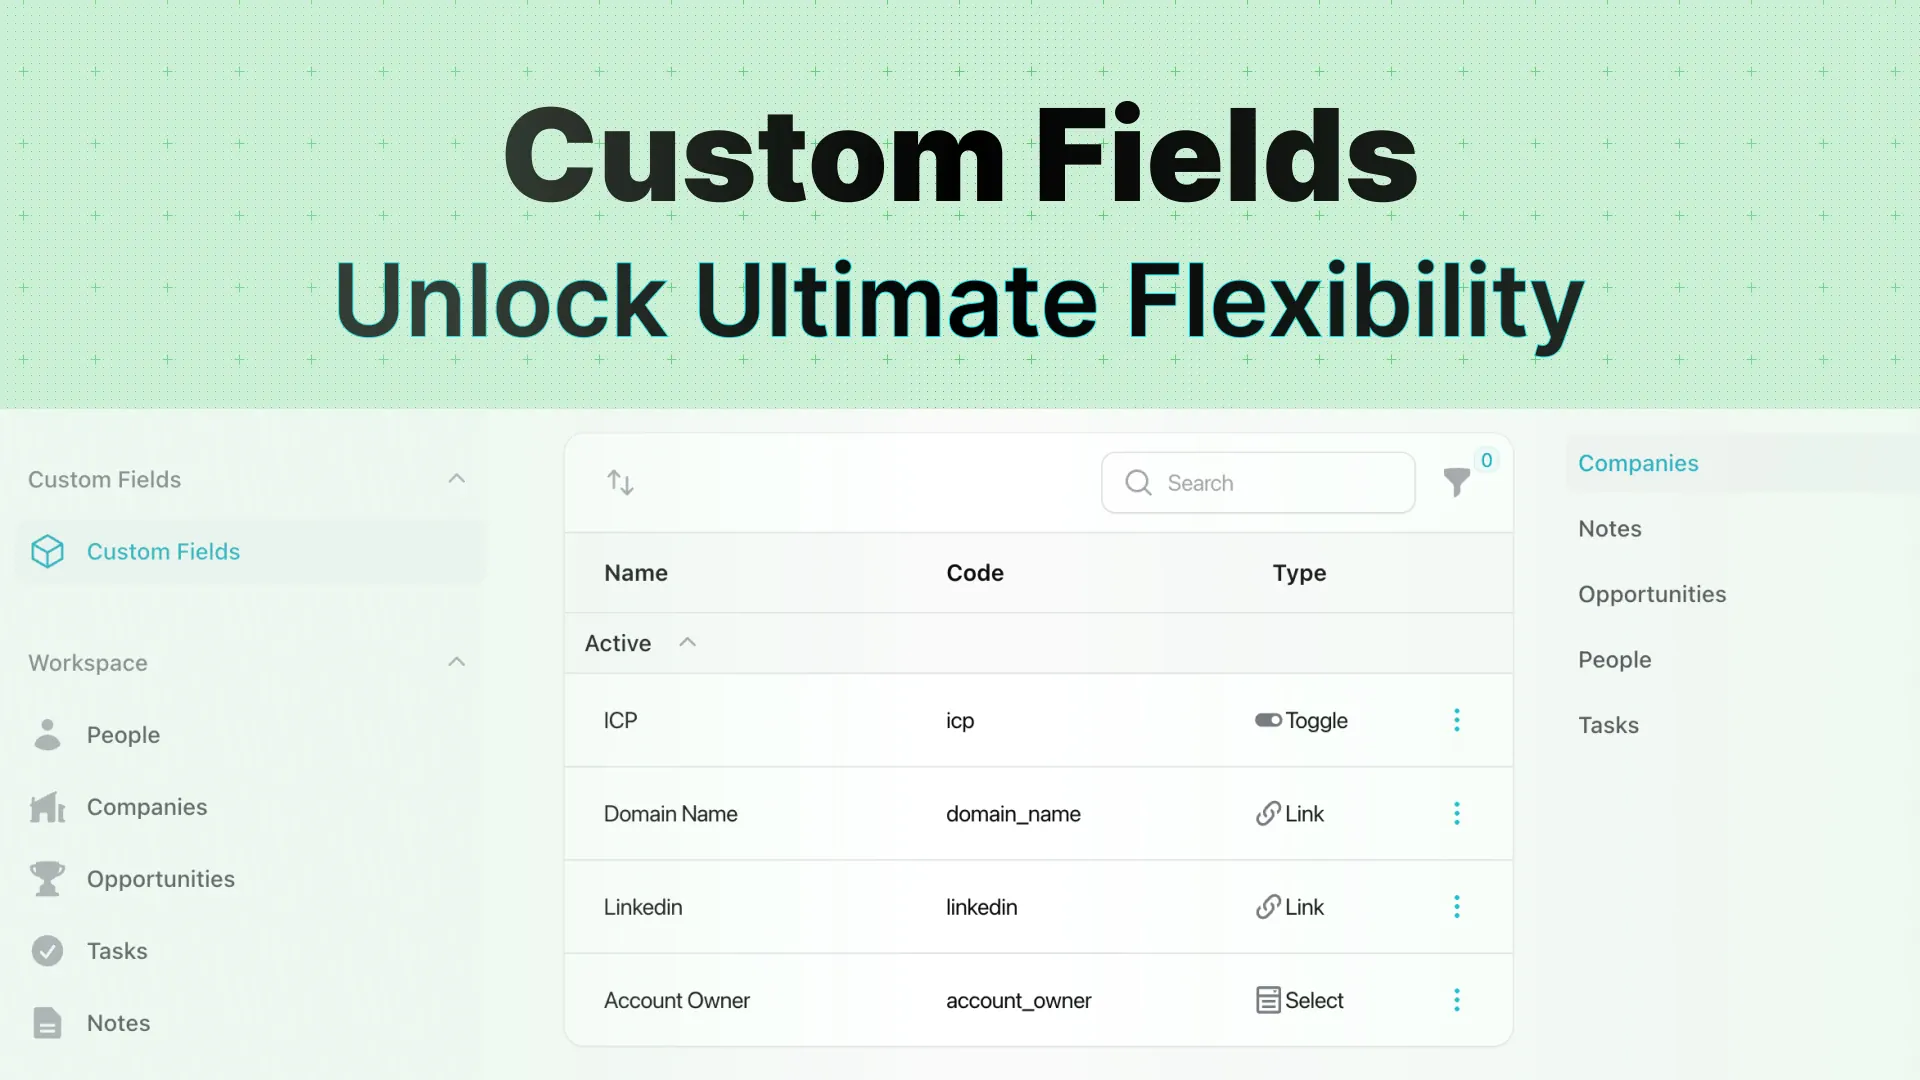 Custom Fields
Unlock Ultimate Flexibility
Custom Fields
Custom Fields
Workspace
People
Companies
Opportunities
Tasks
Notes
Search
0
Name Code Type
Active
ICP icp Toggle
Domain Name domain_name Link
Linkedin linkedin Link
Account Owner account_owner Select
Companies
Notes
Opportunities
People
Tasks